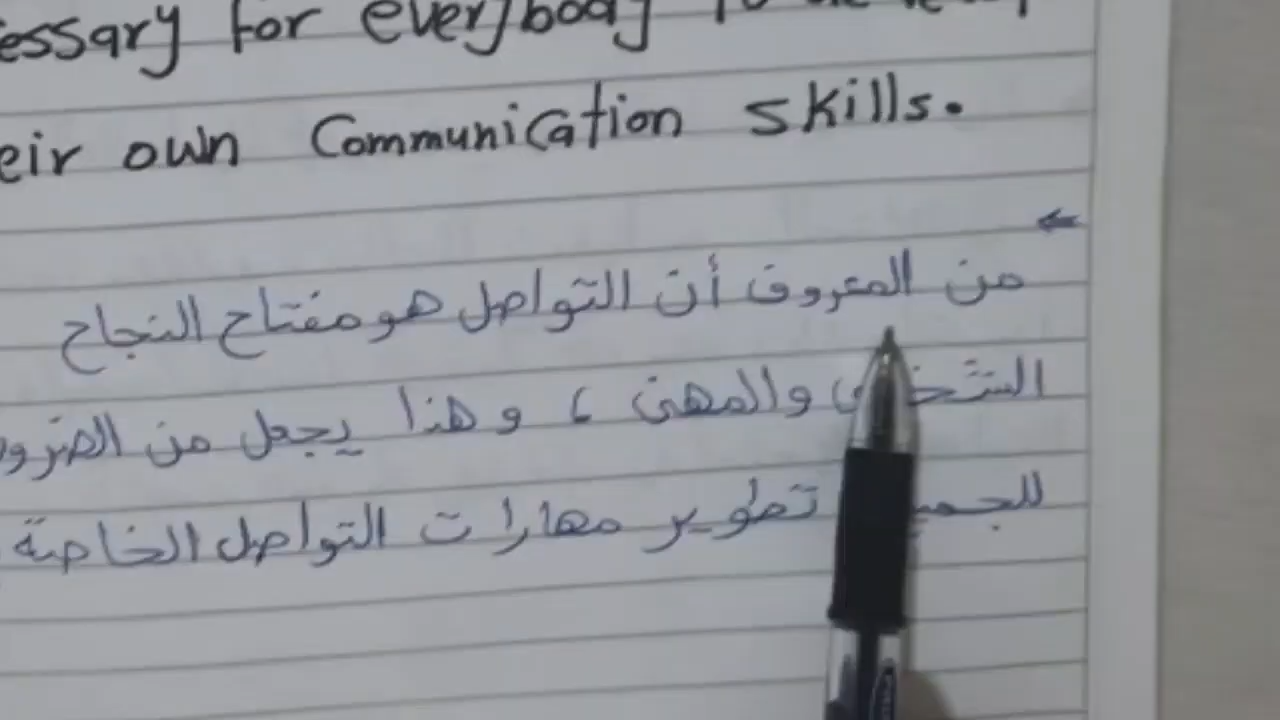 essary for everybody to
eir own Communication skills.
من المعروف أن التواصل هو مفتاح النجاح
والمهني ، وهذا يجعل من
تطوير مهارات التواصل الخاصة